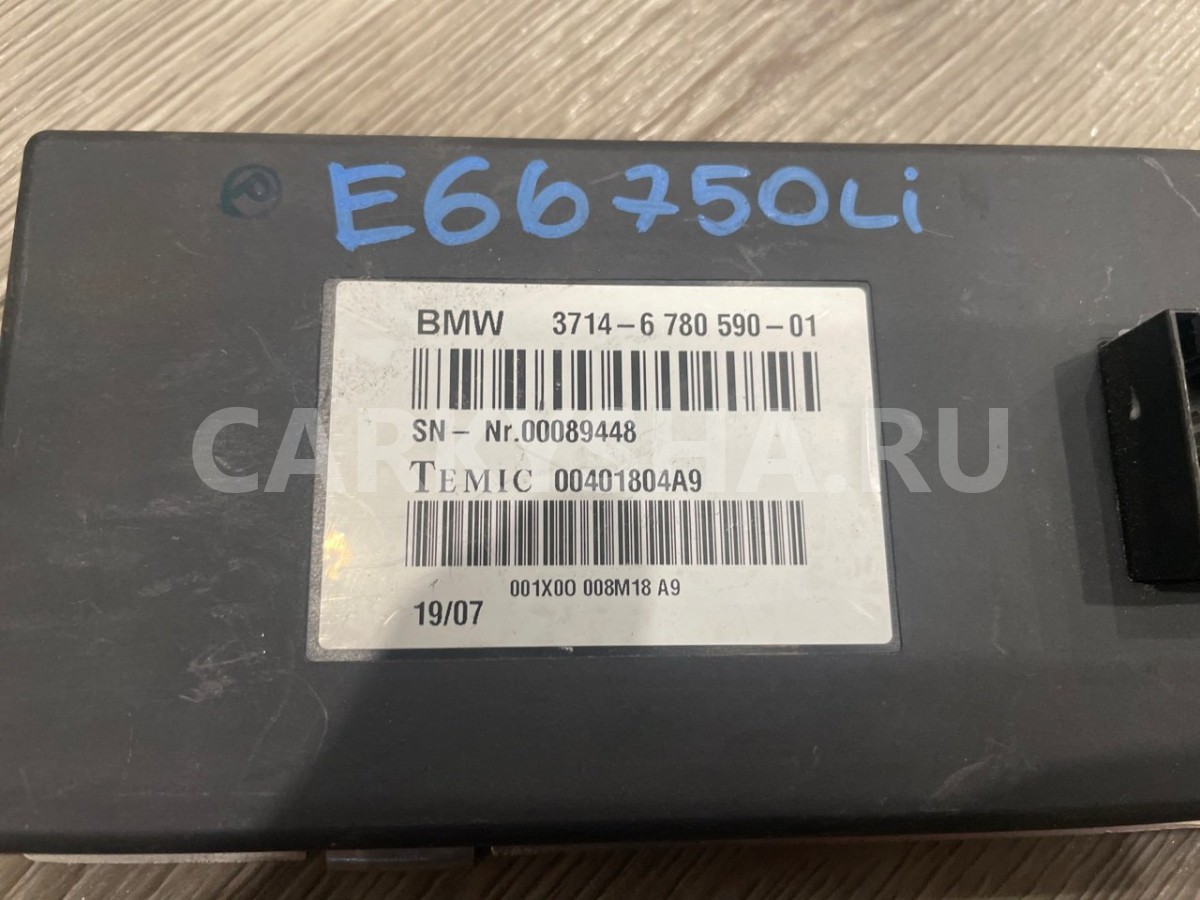 E66 750Li
BMW 3714-6 780 590-01
SN- Nr.00089448
CARKYSHA.RU
TEMIC 00401804A9
001X00 008M18 A9
19/07